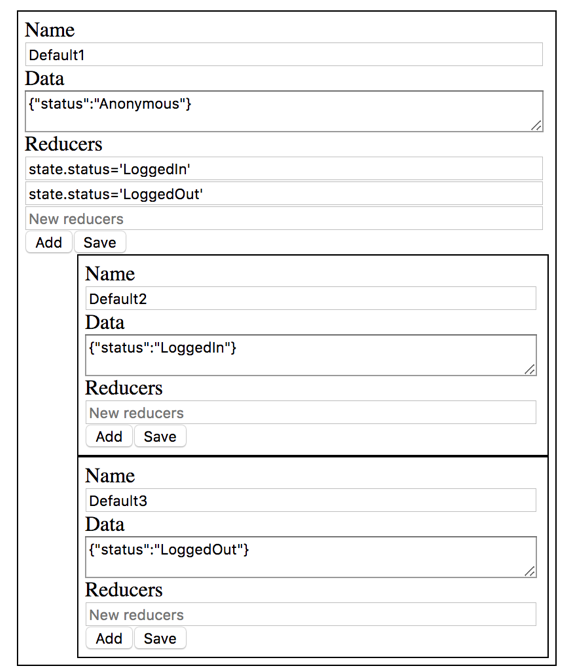 Name
Default1
Data
{"status":"Anonymous"}
Reducers
state.status='LoggedIn'
state.status='LoggedOut'
New reducers
Add Save
Name
Default2
Data
{"status":"LoggedIn"}
Reducers
New reducers
Add Save
Name
Default3
Data
{"status":"LoggedOut"}
Reducers
New reducers
Add Save